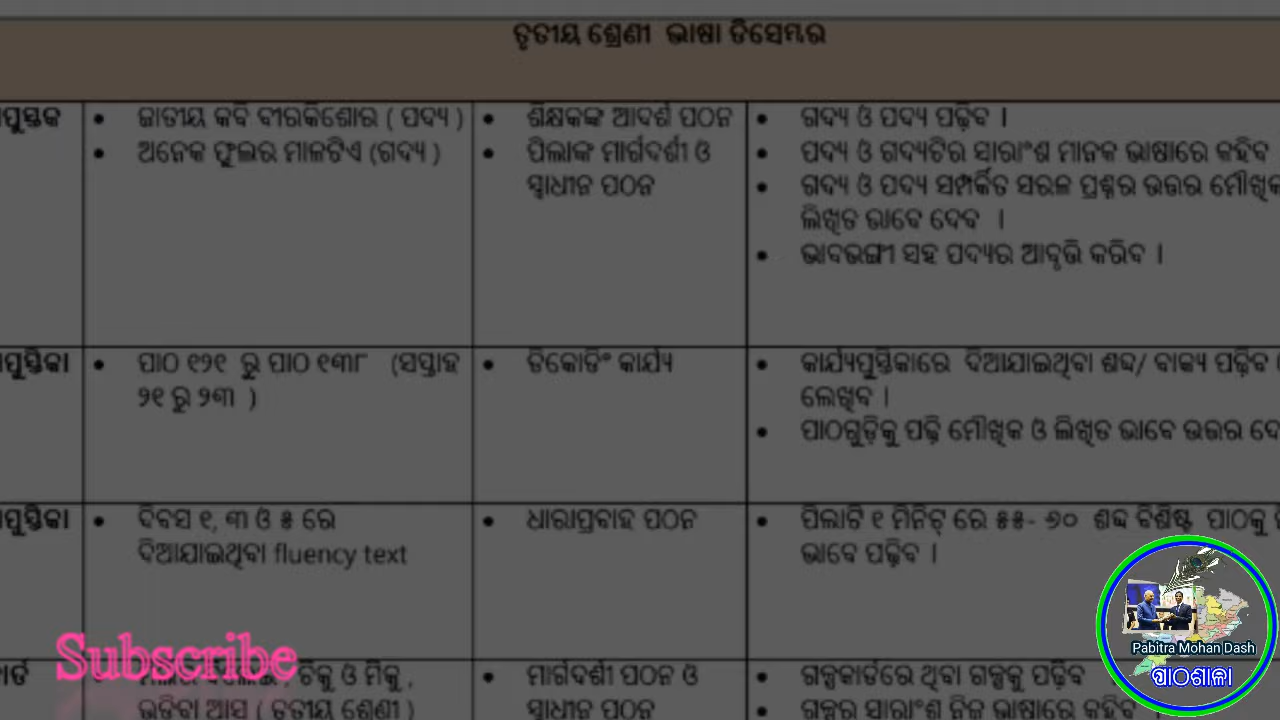 ତୃତୀୟ ଶ୍ରେଣୀ ଭାଷା ଡିସେମ୍ବର
ପୁସ୍ତକ
• ଜାତୀୟ କବି ବୀରକିଶୋର ( ପଦ୍ୟ )
• ଅନେକ ଫୁଲର ମାଳଟିଏ (ଗଦ୍ୟ )
• ଶିକ୍ଷକଙ୍କ ଆଦର୍ଶ ପଠନ
• ପିଲାଙ୍କ ମାର୍ଗଦର୍ଶୀ ଓ
ସ୍ୱାଧୀନ ପଠନ
• ଗଦ୍ୟ ଓ ପଦ୍ୟ ପଢ଼ିବ ।
• ପଦ୍ୟ ଓ ଗଦ୍ୟଟିର ସାରାଂଶ ମାନକ ଭାଷାରେ କହିବ
• ଗଦ୍ୟ ଓ ପଦ୍ୟ ସମ୍ପର୍କିତ ସରଳ ପ୍ରଶ୍ନର ଉତ୍ତର ମୌଖିକ
ଲିଖିତ ଭାବେ ଦେବ ।
• ଭାବଭଙ୍ଗୀ ସହ ପଦ୍ୟର ଆବୃତ୍ତି କରିବ ।
ପୁସ୍ତିକା
• ପାଠ ୧୨୧ ରୁ ପାଠ ୧୩୮ (ସପ୍ତାହ
୨୧ ରୁ ୨୩ )
• ଡିକୋଡିଂ କାର୍ଯ୍ୟ
• କାର୍ଯ୍ୟପୁସ୍ତିକାରେ ଦିଆଯାଇଥିବା ଶବ୍ଦ/ ବାକ୍ୟ ପଢ଼ିବ
ଲେଖିବ ।
• ପାଠଗୁଡ଼ିକୁ ପଢ଼ି ମୌଖିକ ଓ ଲିଖିତ ଭାବେ ଉତ୍ତର
ପୁସ୍ତିକା
• ଦିବସ ୧, ୩ ଓ ୫ ରେ
ଦିଆଯାଇଥିବା fluency text
• ଧାରାପ୍ରବାହ ପଠନ
• ପିଲାଟି ୧ ମିନିଟ୍ ରେ ୫୫- ୬୦ ଶବ୍ଦ ବିଶିଷ୍ଟ ପାଠକୁ
ଭାବେ ପଢ଼ିବ ।
ଟିକୁ ଓ ମିକୁ ,
ଉଡ଼ିବା ଆସ ( ତୃତୀୟ ଶ୍ରେଣୀ )
• ମାର୍ଗଦର୍ଶୀ ପଠନ ଓ
ସ୍ୱାଧୀନ ପଠନ
• ଗଳ୍ପକାର୍ଡରେ ଥିବା ଗଳ୍ପକୁ ପଢ଼ିବ
• ଗଳ୍ପର ସାରାଂଶ ନିଜ ଭାଷାରେ କହିବ
Subscribe
Pabitra Mohan Dash
ପାଠଶାଳା